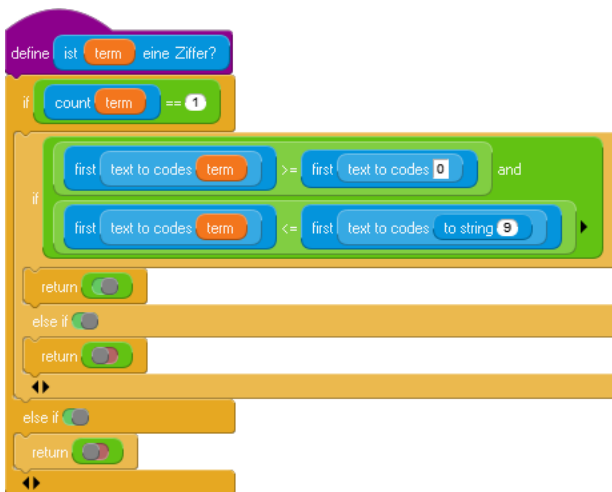 define ist term eine Ziffer?
if count term == 1
first text to codes term >= first text to codes 0 and
if
first text to codes term <= first text to codes to string 9
return
else if
return
else if
return